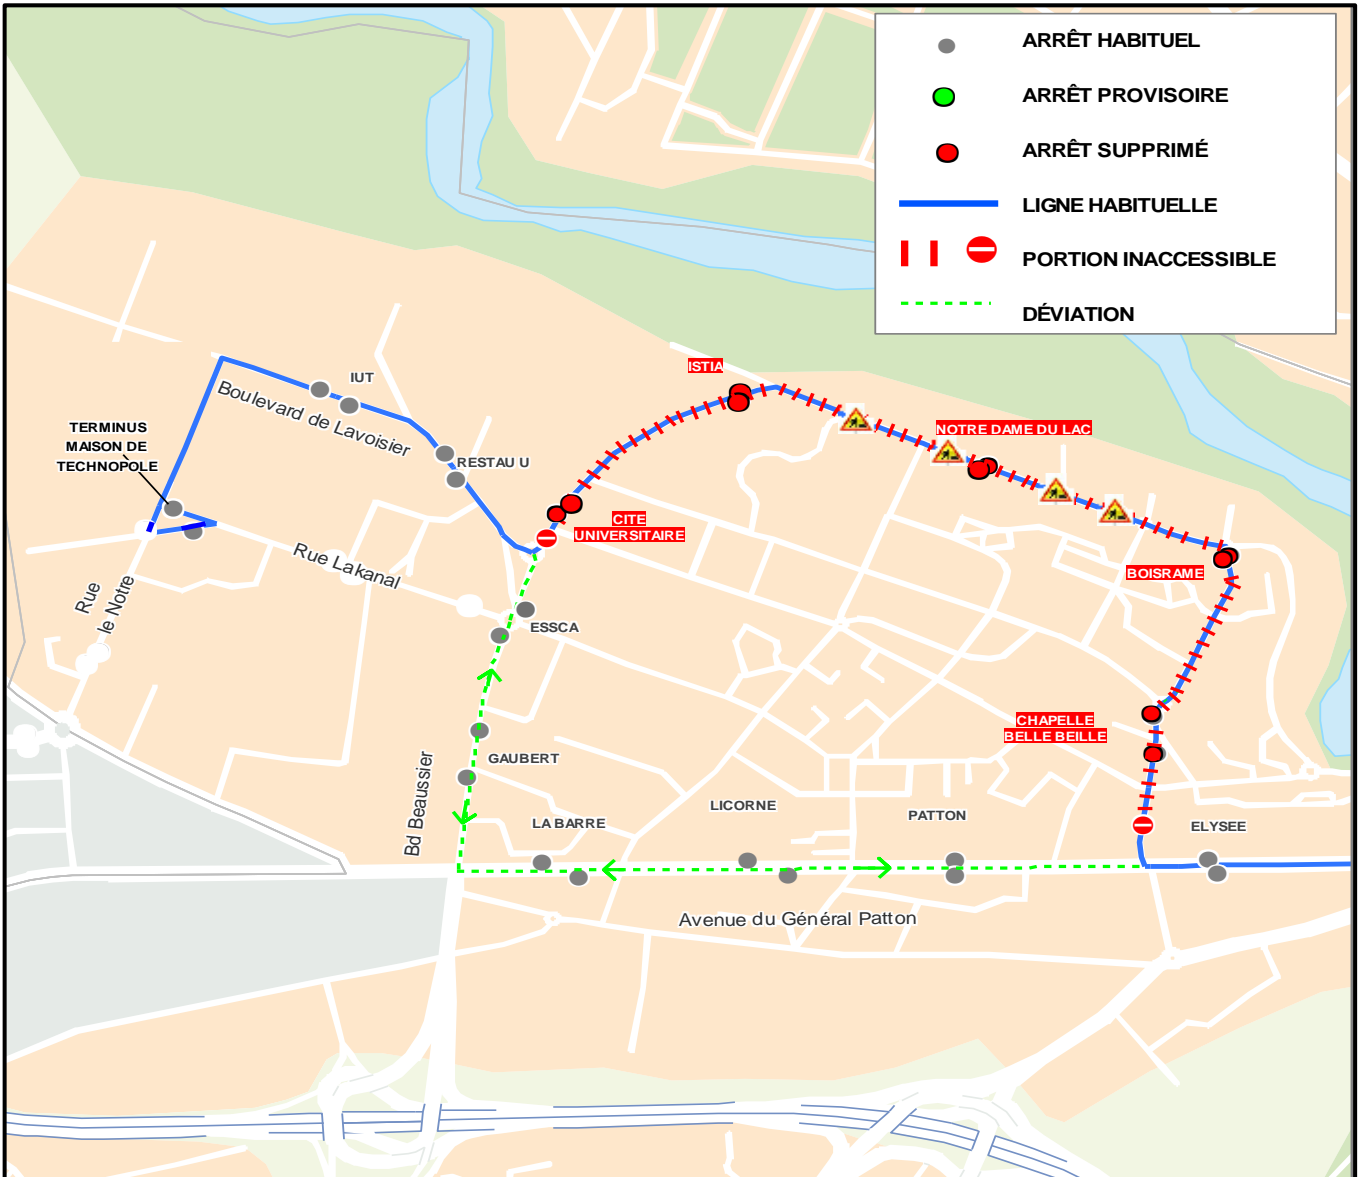 ARRÊT HABITUEL
ARRÊT PROVISOIRE
ARRÊT SUPPRIMÉ
LIGNE HABITUELLE
PORTION INACCESSIBLE
DÉVIATION
ISTIA
IUT
Boulevard de Lavoisier
TERMINUS
MAISON DE
TECHNOPOLE
NOTRE DAME DU LAC
RESTAU U
CITE
UNIVERSITAIRE
Rue Lakanal
BOISRAME
Rue
le Notre
ESSCA
CHAPELLE
BELLE BEILLE
GAUBERT
Bd Beaussier
LICORNE
LA BARRE
PATTON
ELYSEE
Avenue du Général Patton